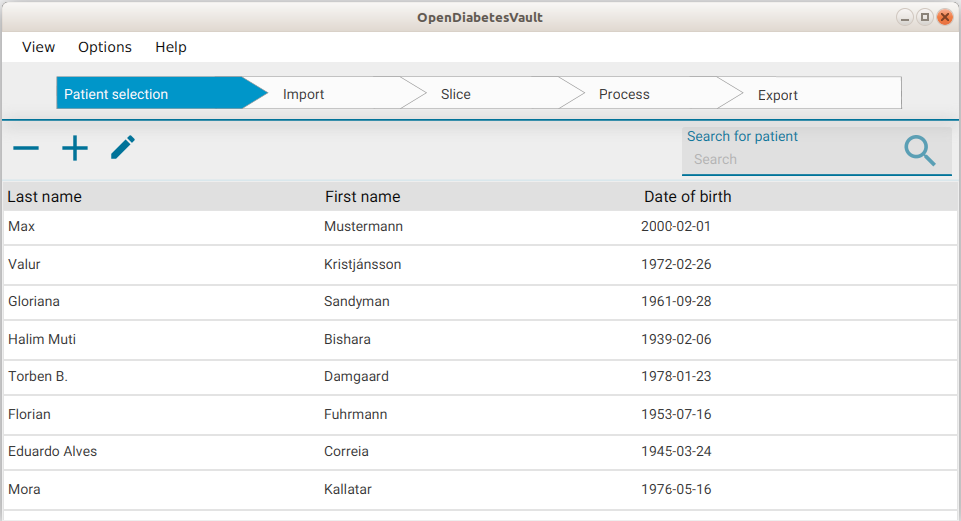 OpenDiabetesVault
View Options Help
Patient selection Import Slice Process Export
Search for patient
Search
Last name First name Date of birth
Max Mustermann 2000-02-01
Valur Kristjánsson 1972-02-26
Gloriana Sandyman 1961-09-28
Halim Muti Bishara 1939-02-06
Torben B. Damgaard 1978-01-23
Florian Fuhrmann 1953-07-16
Eduardo Alves Correia 1945-03-24
Mora Kallatar 1976-05-16